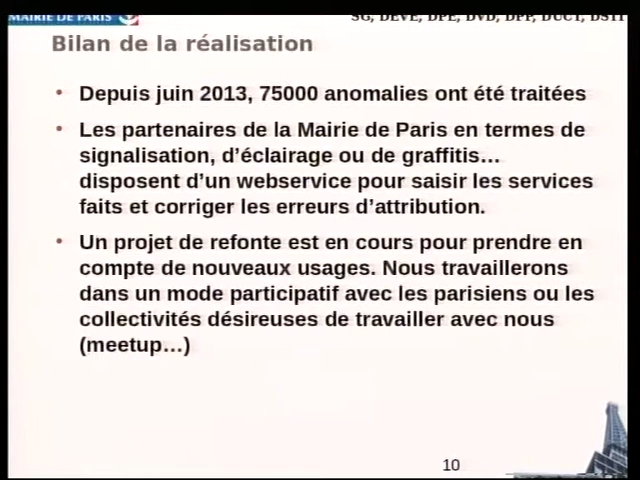 MAIRIE DE PARIS
SG, DEVE, DPE, DVD, DPP, DUCT, DSTI
Bilan de la réalisation
• Depuis juin 2013, 75000 anomalies ont été traitées
• Les partenaires de la Mairie de Paris en termes de
signalisation, d’éclairage ou de graffitis…
disposent d’un webservice pour saisir les services
faits et corriger les erreurs d’attribution.
• Un projet de refonte est en cours pour prendre en
compte de nouveaux usages. Nous travaillerons
dans un mode participatif avec les parisiens ou les
collectivités désireuses de travailler avec nous
(meetup…)
10